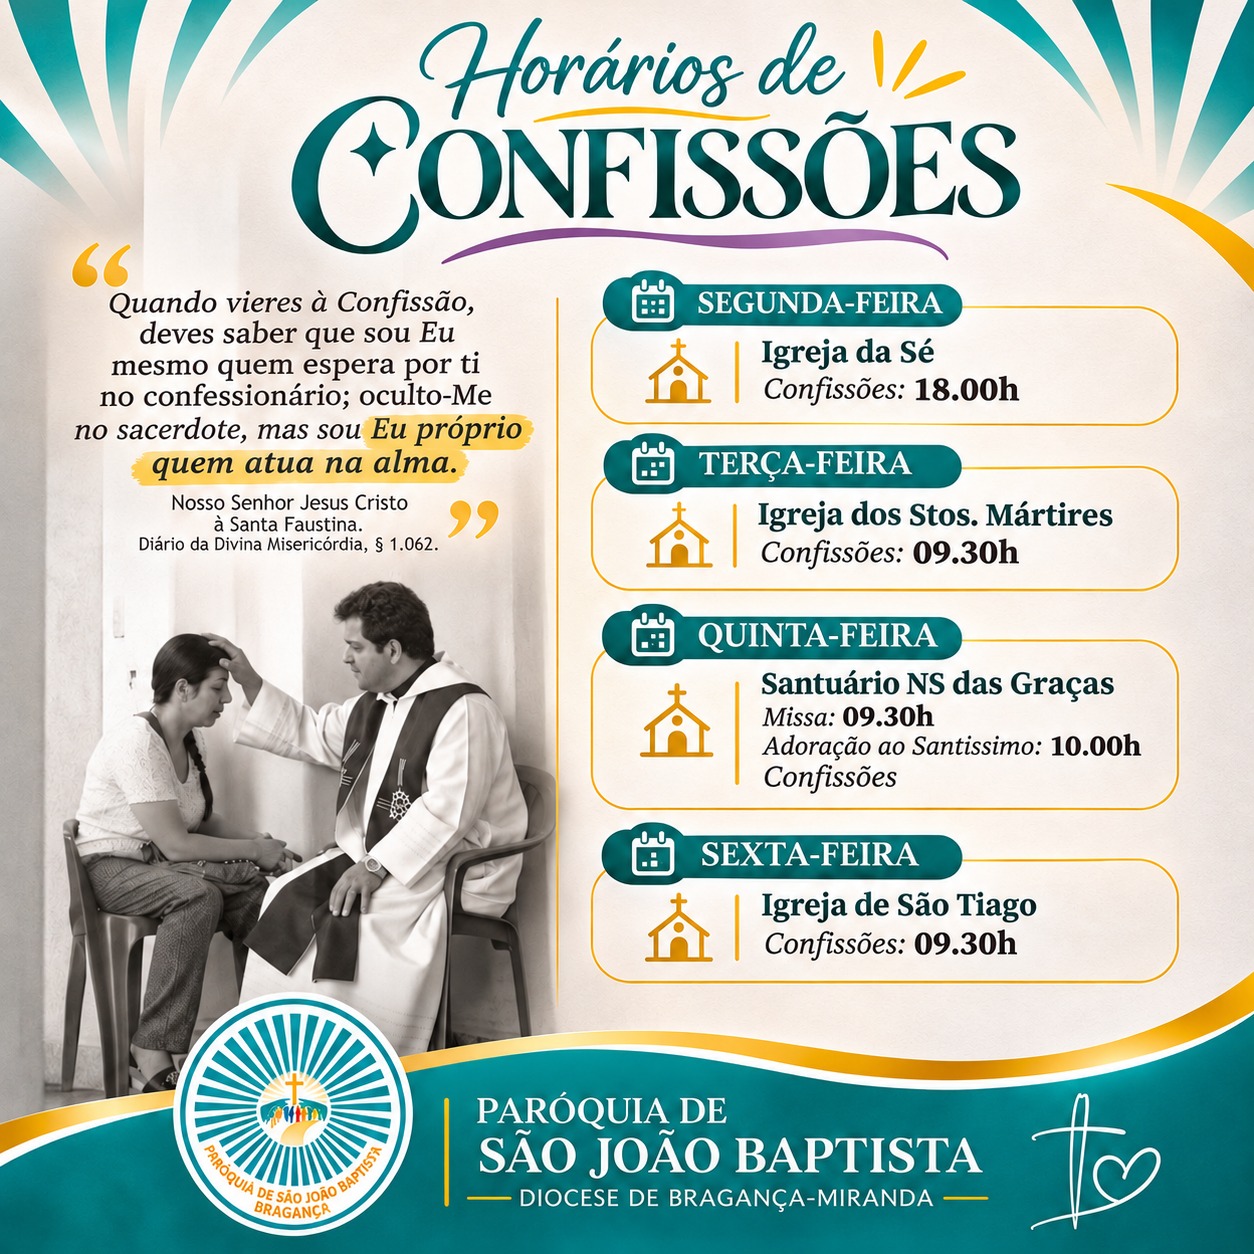 Horários de
CONFISSÕES
“
Quando vieres à Confissão,
deves saber que sou Eu
mesmo quem espera por ti
no confessionário; oculto-Me
no sacerdote, mas sou Eu próprio
quem atua na alma.
Nosso Senhor Jesus Cristo
à Santa Faustina.
Diário da Divina Misericórdia, § 1.062.
”
SEGUNDA-FEIRA
Igreja da Sé
Confissões: 18.00h
TERÇA-FEIRA
Igreja dos Stos. Mártires
Confissões: 09.30h
QUINTA-FEIRA
Santuário NS das Graças
Missa: 09.30h
Adoração ao Santissimo: 10.00h
Confissões
SEXTA-FEIRA
Igreja de São Tiago
Confissões: 09.30h
PARÓQUIA DE SÃO JOÃO BAPTISTA
BRAGANÇA
PARÓQUIA DE
SÃO JOÃO BAPTISTA
DIOCESE DE BRAGANÇA-MIRANDA